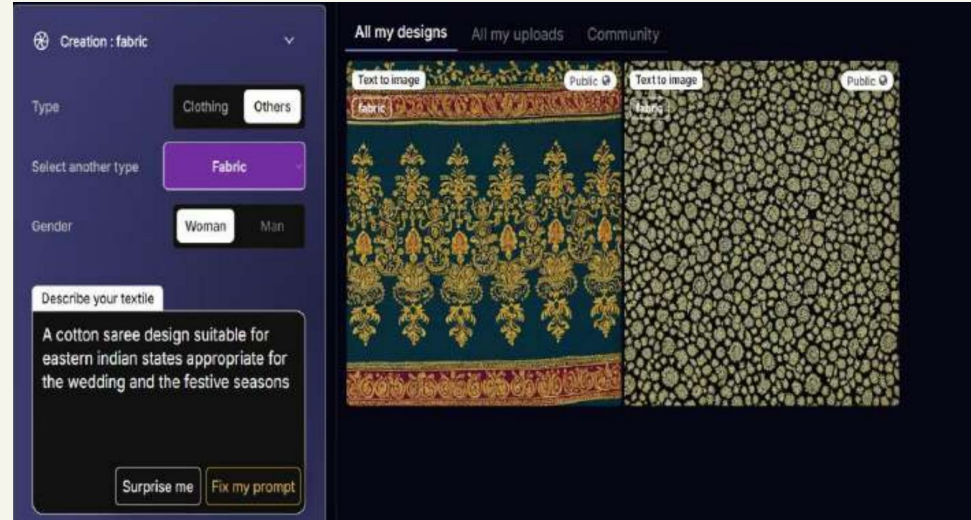 Creation : fabric
Type
Clothing
Others
Select another type
Fabric
Gender
Woman
Man
Describe your textile
A cotton saree design suitable for
eastern indian states appropriate for
the wedding and the festive seasons
Surprise me
Fix my prompt
All my designs
All my uploads
Community
Text to image
Public
fabric
Text to image
Public
fabric